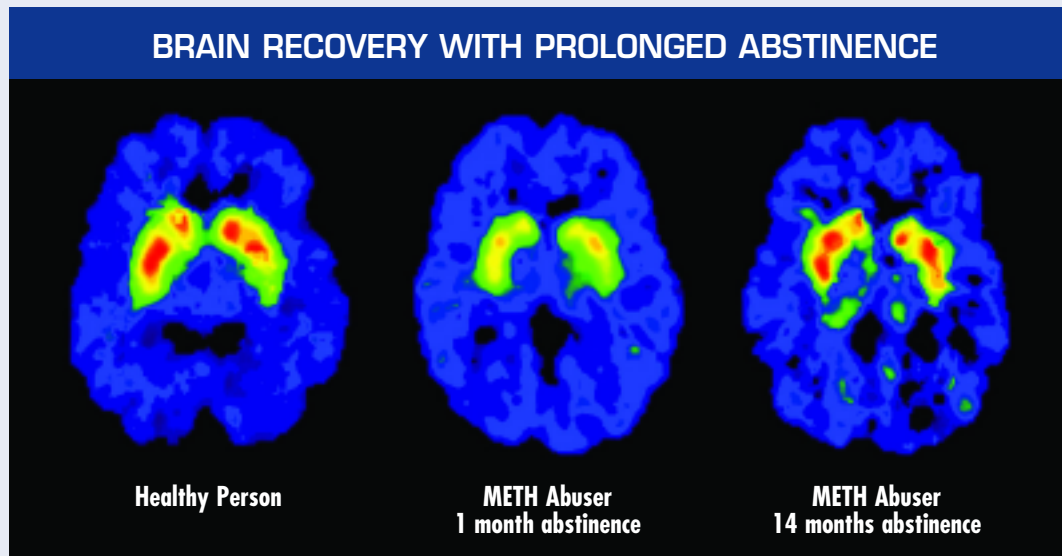 BRAIN RECOVERY WITH PROLONGED ABSTINENCE
Healthy Person
METH Abuser
1 month abstinence
METH Abuser
14 months abstinence